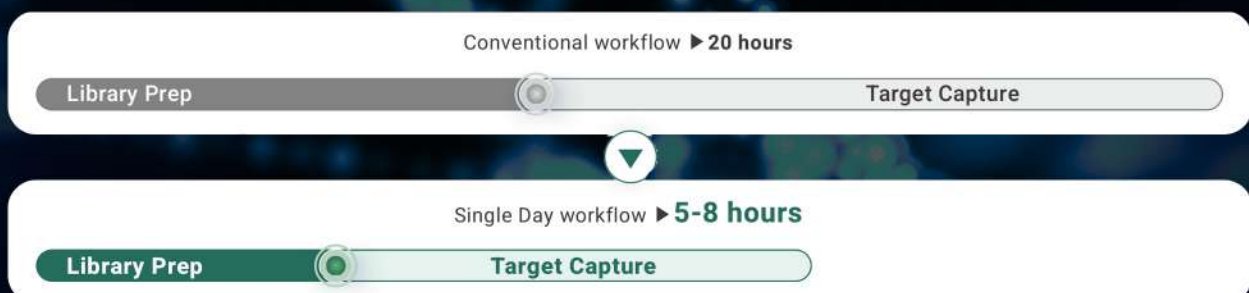 Conventional workflow ▶ 20 hours
Library Prep Target Capture
Single Day workflow ▶ 5-8 hours
Library Prep Target Capture